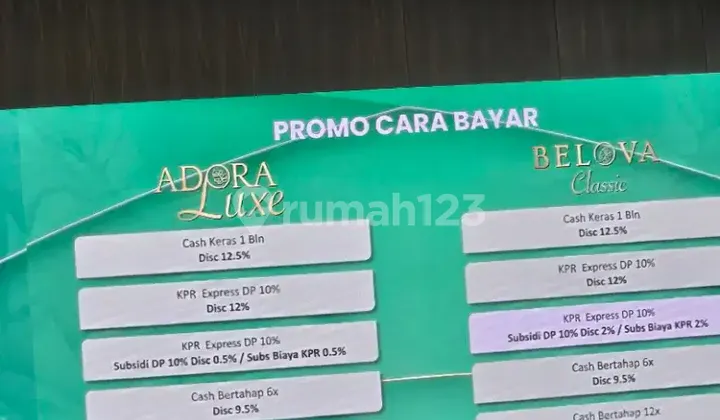 PROMO CARA BAYAR
ADORA
Luxe
Cash Keras 1 Bln
Disc 12.5%
KPR Express DP 10%
Disc 12%
KPR Express DP 10%
Subsidi DP 10% Disc 0.5% / Subs Biaya KPR 0.5%
Cash Bertahap 6x
Disc 9.5%
BELOVA
Classic
Cash Keras 1 Bln
Disc 12.5%
KPR Express DP 10%
Disc 12%
KPR Express DP 10%
Subsidi DP 10% Disc 2% / Subs Biaya KPR 2%
Cash Bertahap 6x
Disc 9.5%
Cash Bertahap 12x
rumah123